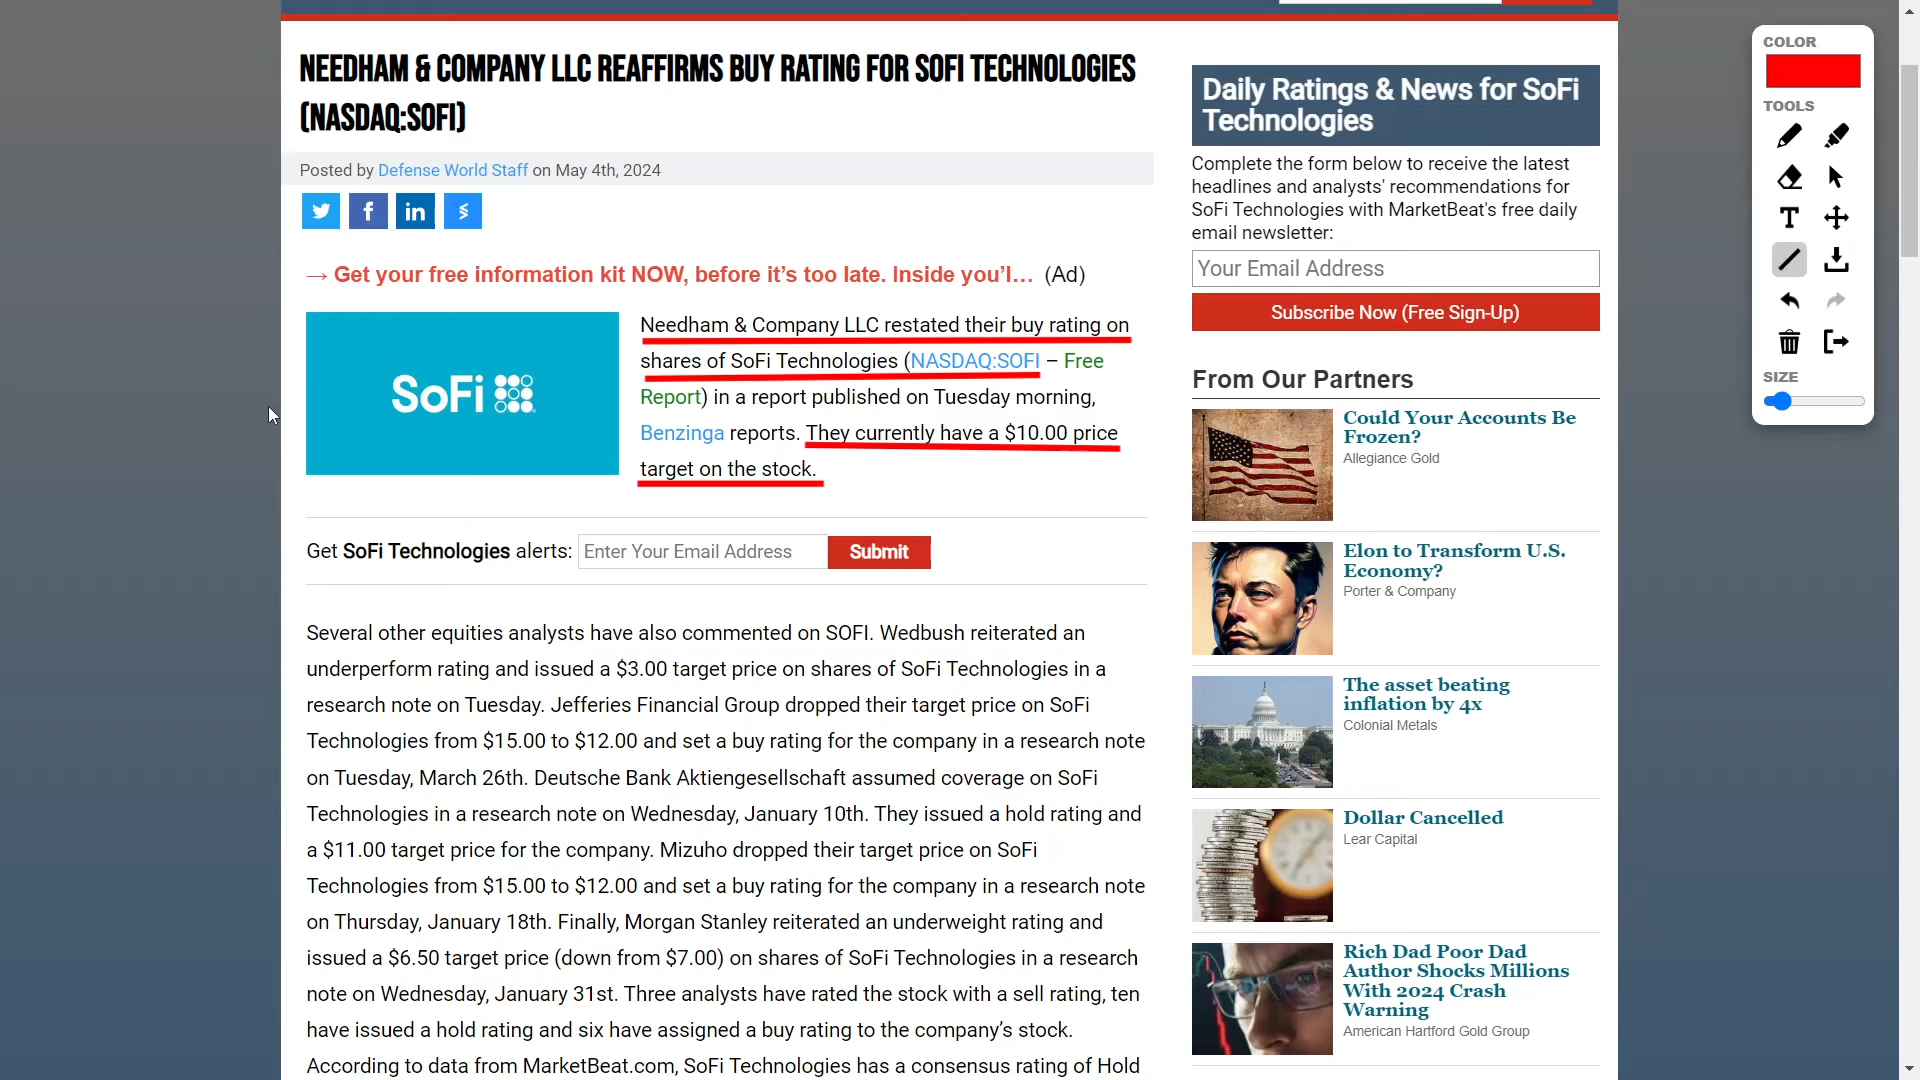 NEEDHAM & COMPANY LLC REAFFIRMS BUY RATING FOR SOFI TECHNOLOGIES
(NASDAQ:SOFI)
Posted by Defense World Staff on May 4th, 2024
→ Get your free information kit NOW, before it’s too late. Inside you’l… (Ad)
SoFi
Needham & Company LLC restated their buy rating on
shares of SoFi Technologies (NASDAQ:SOFI – Free
Report) in a report published on Tuesday morning,
Benzinga reports. They currently have a $10.00 price
target on the stock.
Get SoFi Technologies alerts: Enter Your Email Address Submit
Several other equities analysts have also commented on SOFI. Wedbush reiterated an
underperform rating and issued a $3.00 target price on shares of SoFi Technologies in a
research note on Tuesday. Jefferies Financial Group dropped their target price on SoFi
Technologies from $15.00 to $12.00 and set a buy rating for the company in a research note
on Tuesday, March 26th. Deutsche Bank Aktiengesellschaft assumed coverage on SoFi
Technologies in a research note on Wednesday, January 10th. They issued a hold rating and
a $11.00 target price for the company. Mizuho dropped their target price on SoFi
Technologies from $15.00 to $12.00 and set a buy rating for the company in a research note
on Thursday, January 18th. Finally, Morgan Stanley reiterated an underweight rating and
issued a $6.50 target price (down from $7.00) on shares of SoFi Technologies in a research
note on Wednesday, January 31st. Three analysts have rated the stock with a sell rating, ten
have issued a hold rating and six have assigned a buy rating to the company’s stock.
According to data from MarketBeat.com, SoFi Technologies has a consensus rating of Hold
Daily Ratings & News for SoFi
Technologies
Complete the form below to receive the latest
headlines and analysts' recommendations for
SoFi Technologies with MarketBeat's free daily
email newsletter:
Your Email Address
Subscribe Now (Free Sign-Up)
From Our Partners
Could Your Accounts Be
Frozen?
Allegiance Gold
Elon to Transform U.S.
Economy?
Porter & Company
The asset beating
inflation by 4x
Colonial Metals
Dollar Cancelled
Lear Capital
Rich Dad Poor Dad
Author Shocks Millions
With 2024 Crash
Warning
American Hartford Gold Group
COLOR
TOOLS
SIZE